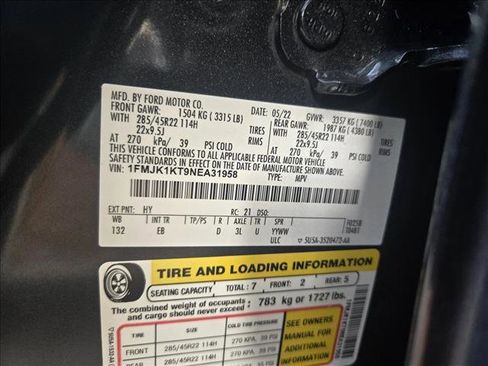 MFD. BY FORD MOTOR CO.
05/22 GVWR: 3357 KG (7400 LB)
FRONT GAWR: 1504 KG (3315 LB)
REAR GAWR: 1987 KG (4380 LB)
WITH 285/45R22 114H TIRES
WITH 285/45R22 114H TIRES
22x9.5J RIMS
22x9.5J
AT 270 kPa/ 39 PSI COLD
AT 270 kPa/ 39 PSI COLD
THIS VEHICLE CONFORMS TO ALL APPLICABLE FEDERAL MOTOR VEHICLE
SAFETY STANDARDS IN EFFECT ON THE DATE OF MANUFACTURE SHOWN ABOVE.
VIN: 1FMJK1KT9NEA31958
TYPE: MPV
EXT PNT: HY RC: 21 DSO:
WB INT TR TP/PS R AXLE TR SPR F0258
132 EB D 3L U YYWW
ULC 5U5A-3520472-AA
TIRE AND LOADING INFORMATION
SEATING CAPACITY TOTAL: 7 FRONT: 2 REAR: 5
The combined weight of occupants and cargo should never exceed: 783 kg or 1727 lbs.
TIRE SIZE COLD TIRE PRESSURE
FRONT 285/45R22 114H 270 KPA, 39 PSI
REAR 285/45R22 114H
SEE OWNERS
MANUAL FOR
ADDITIONAL
INFORMATION